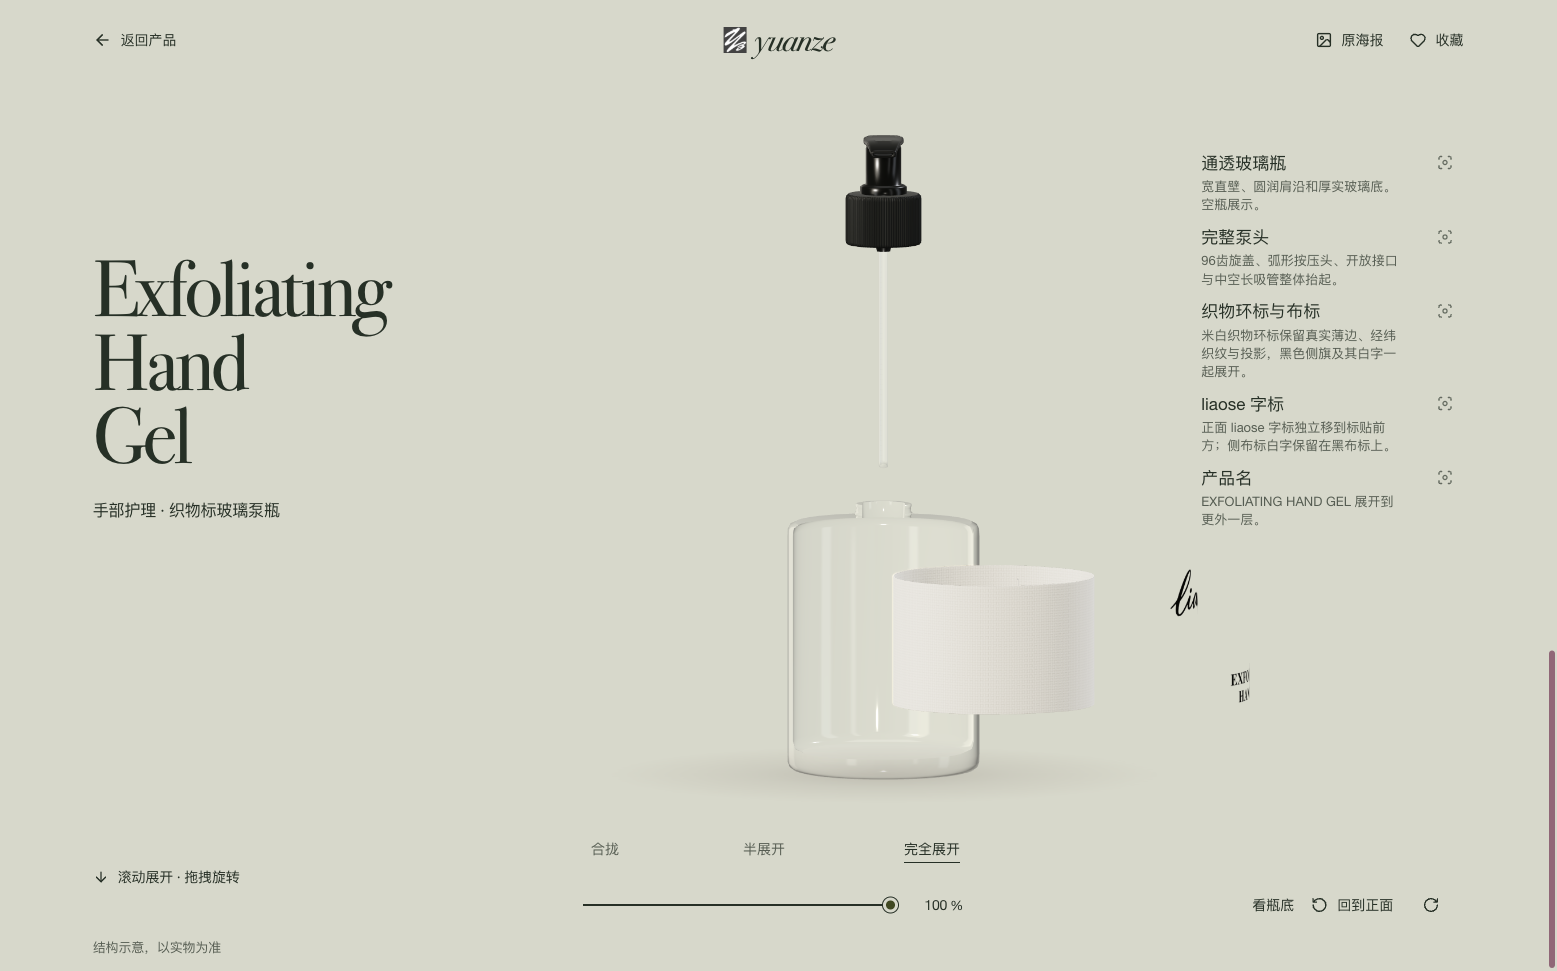 返回产品
yuanze
原海报
收藏
Exfoliating
Hand
Gel
手部护理 · 织物标玻璃泵瓶
通透玻璃瓶
宽直壁、圆润肩沿和厚实玻璃底。
空瓶展示。
完整泵头
96齿旋盖、弧形按压头、开放接口
与中空长吸管整体抬起。
织物环标与布标
米白织物环标保留真实薄边、经纬
织纹与投影，黑色侧旗及其白字一
起展开。
liaose 字标
正面 liaose 字标独立移到标贴前
方；侧布标白字保留在黑布标上。
产品名
EXFOLIATING HAND GEL 展开到
更外一层。
lia
EXFO
HA
合拢
半展开
完全展开
滚动展开 · 拖拽旋转
100 %
看瓶底
回到正面
结构示意，以实物为准